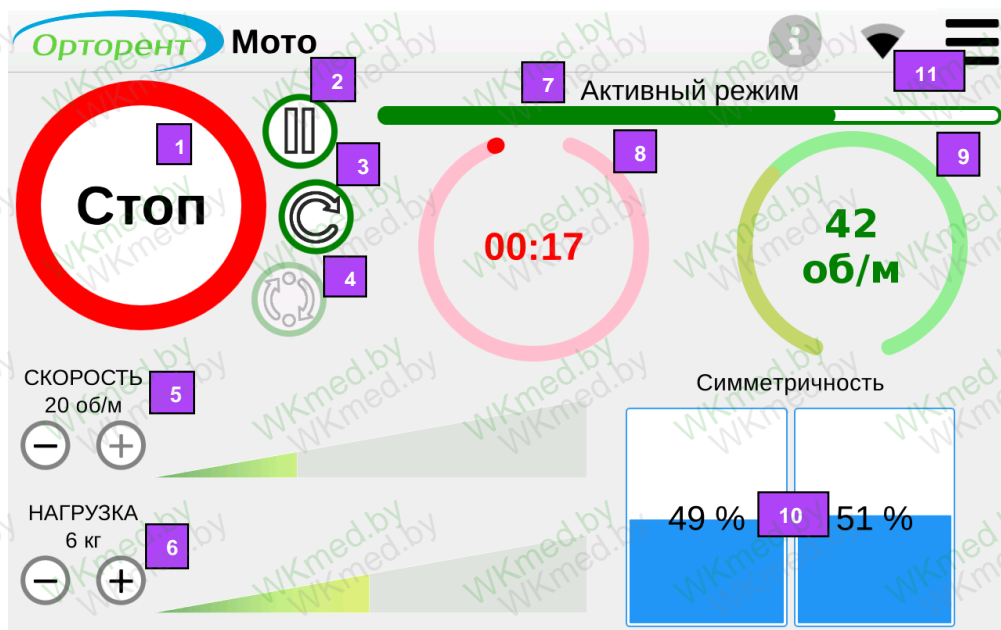 Орторент
Мото
i
11
7
Активный режим
2
1
Стоп
3
8
9
00:17
42
об/м
4
СКОРОСТЬ
20 об/м
5
Симметричность
49 %
10
51 %
НАГРУЗКА
6 кг
6
WKmed.by